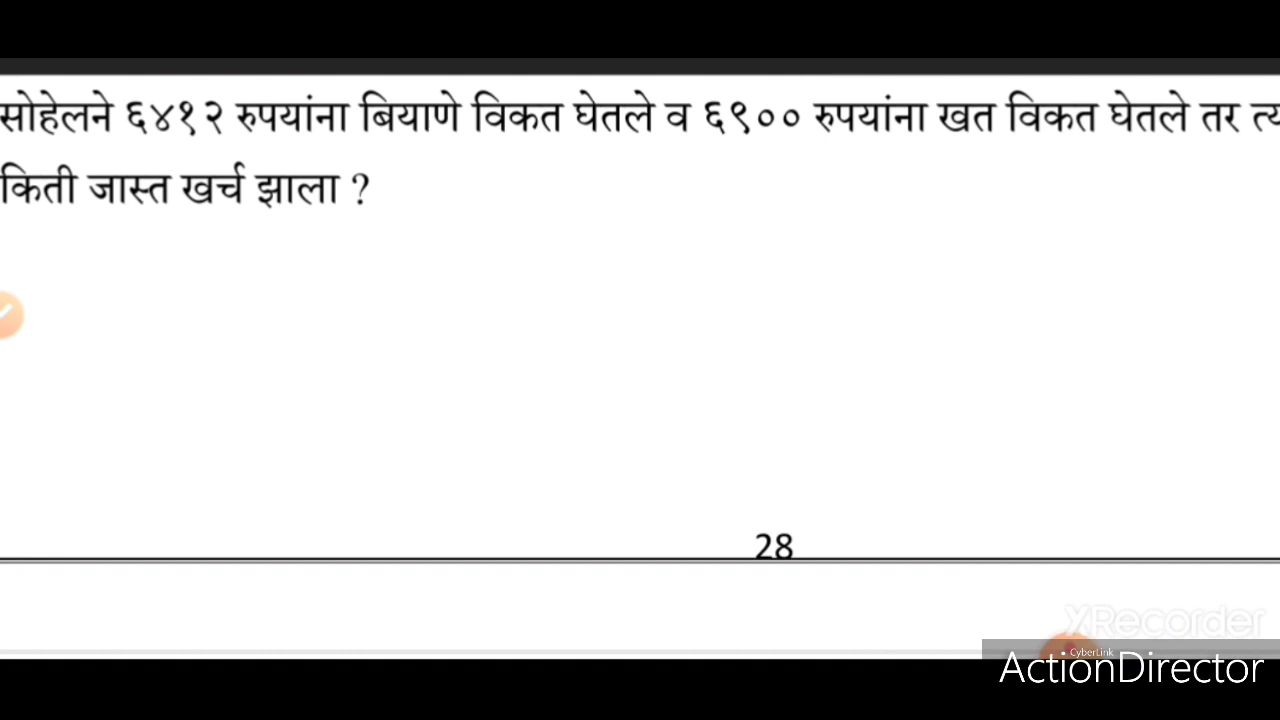 सोहेलने ६४१२ रुपयांना बियाणे विकत घेतले व ६९०० रुपयांना खत विकत घेतले तर
किती जास्त खर्च झाला ?
28
XRecorder
CyberLink
ActionDirector